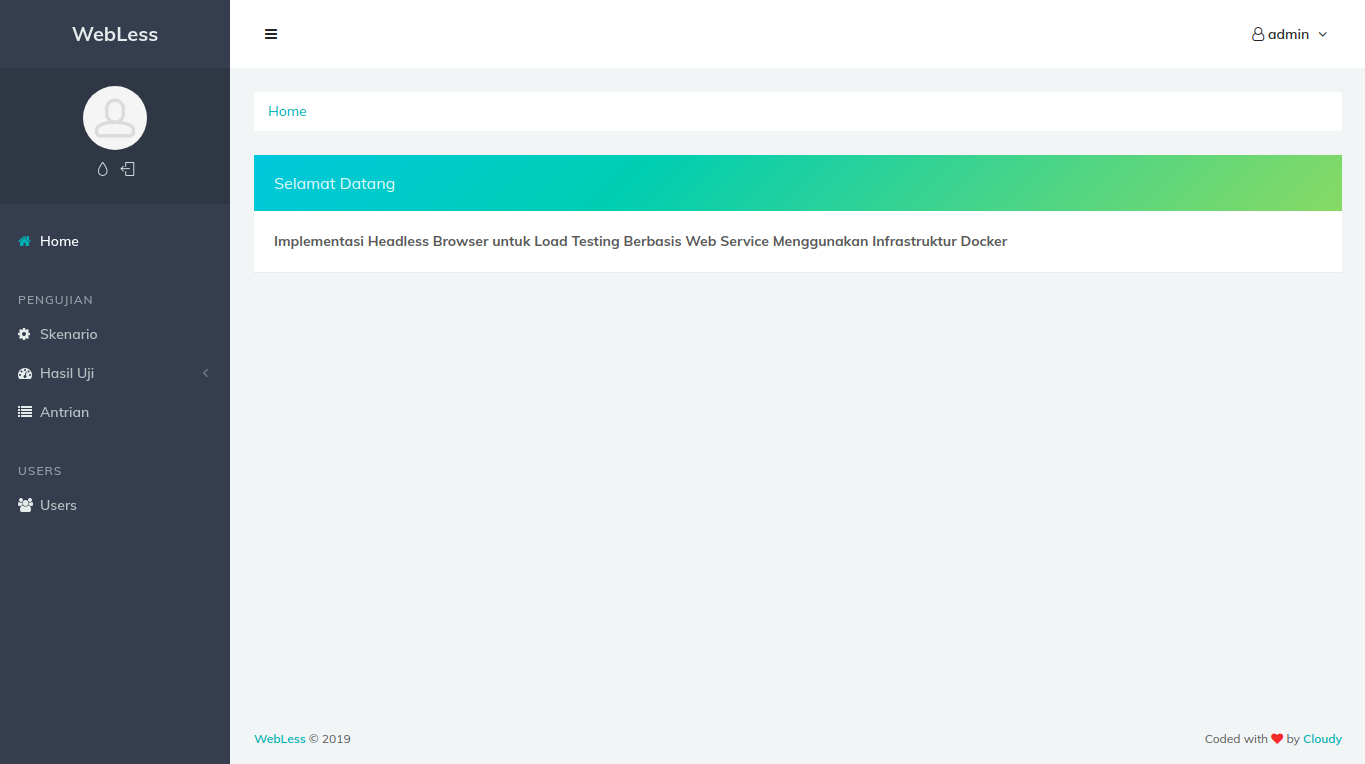 WebLess
admin
Home
Home
Selamat Datang
Implementasi Headless Browser untuk Load Testing Berbasis Web Service Menggunakan Infrastruktur Docker
PENGUJIAN
Skenario
Hasil Uji
Antrian
USERS
Users
WebLess © 2019
Coded with ❤ by Cloudy